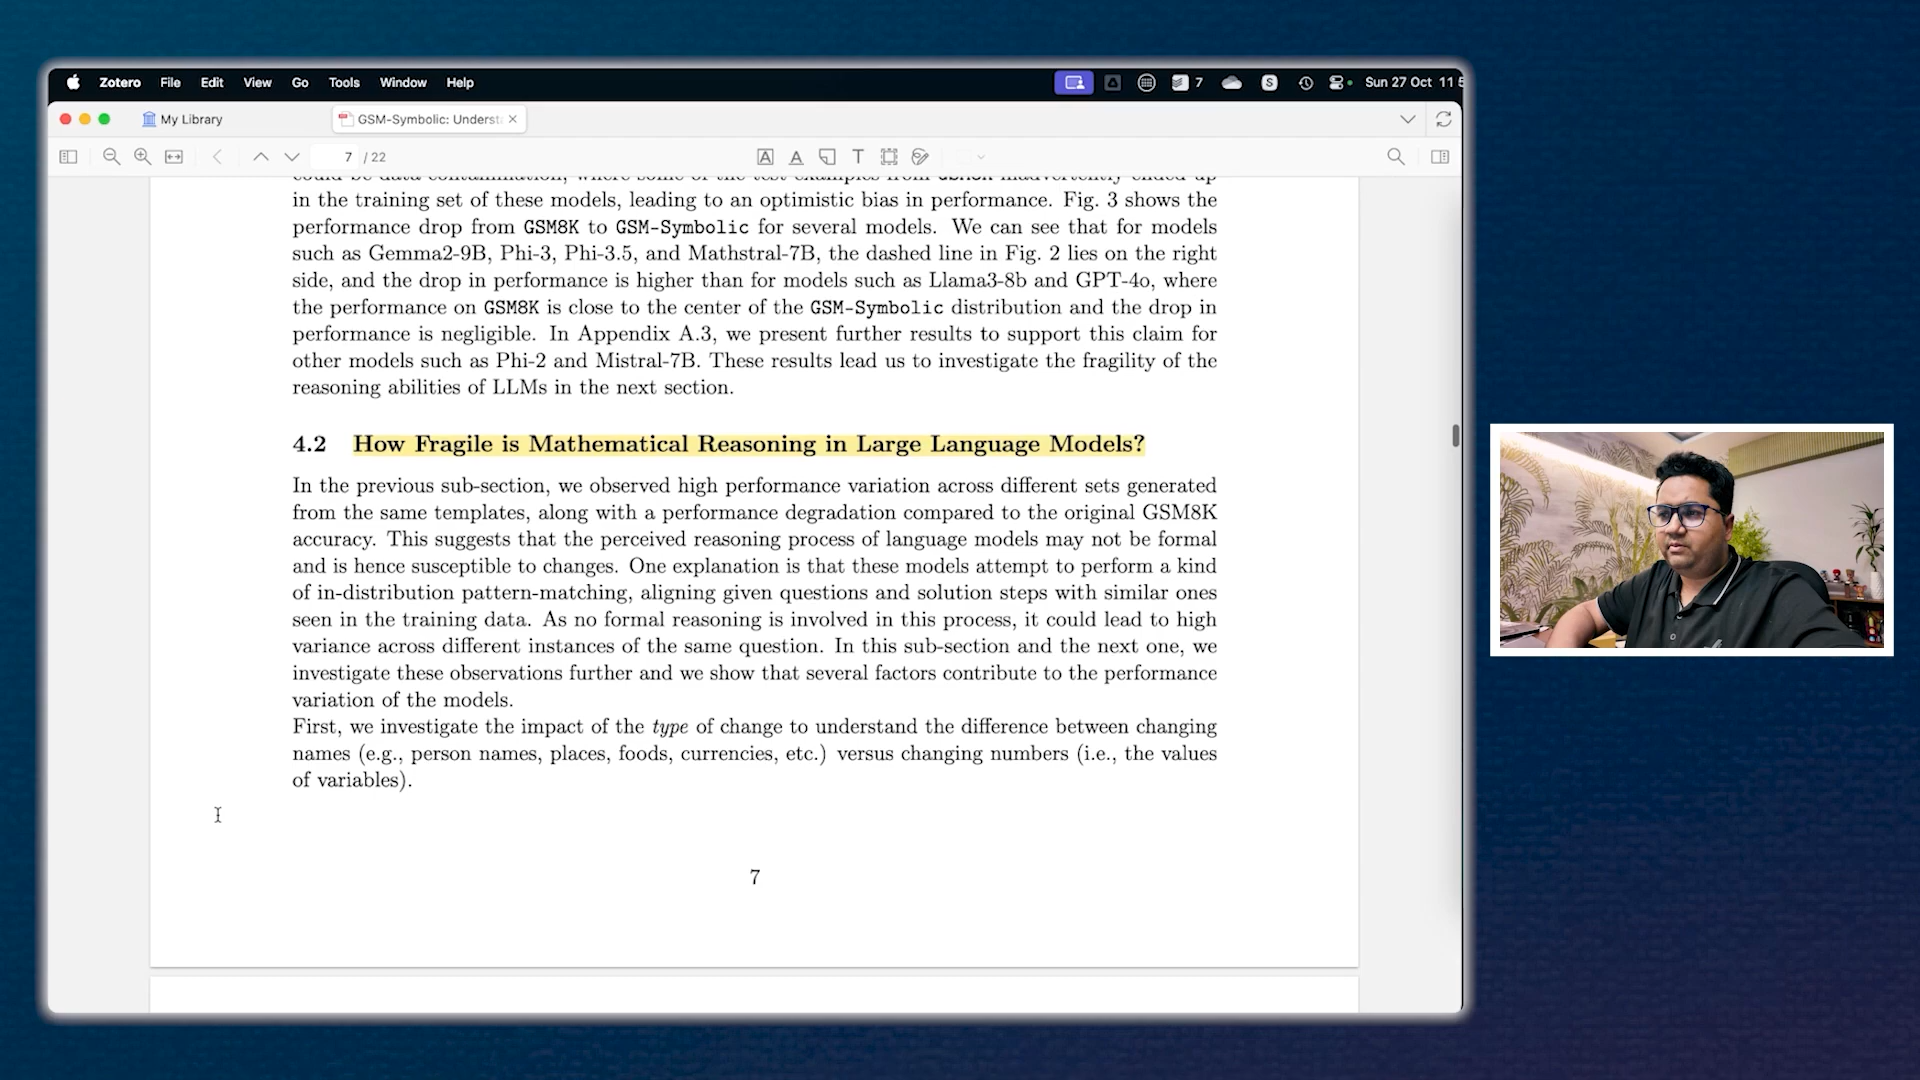 Zotero File Edit View Go Tools Window Help 7 S Sun 27 Oct 11
My Library GSM-Symbolic: Underst
7 / 22
in the training set of these models, leading to an optimistic bias in performance. Fig. 3 shows the
performance drop from GSM8K to GSM-Symbolic for several models. We can see that for models
such as Gemma2-9B, Phi-3, Phi-3.5, and Mathstral-7B, the dashed line in Fig. 2 lies on the right
side, and the drop in performance is higher than for models such as Llama3-8b and GPT-4o, where
the performance on GSM8K is close to the center of the GSM-Symbolic distribution and the drop in
performance is negligible. In Appendix A.3, we present further results to support this claim for
other models such as Phi-2 and Mistral-7B. These results lead us to investigate the fragility of the
reasoning abilities of LLMs in the next section.
4.2 How Fragile is Mathematical Reasoning in Large Language Models?
In the previous sub-section, we observed high performance variation across different sets generated
from the same templates, along with a performance degradation compared to the original GSM8K
accuracy. This suggests that the perceived reasoning process of language models may not be formal
and is hence susceptible to changes. One explanation is that these models attempt to perform a kind
of in-distribution pattern-matching, aligning given questions and solution steps with similar ones
seen in the training data. As no formal reasoning is involved in this process, it could lead to high
variance across different instances of the same question. In this sub-section and the next one, we
investigate these observations further and we show that several factors contribute to the performance
variation of the models.
First, we investigate the impact of the type of change to understand the difference between changing
names (e.g., person names, places, foods, currencies, etc.) versus changing numbers (i.e., the values
of variables).
7